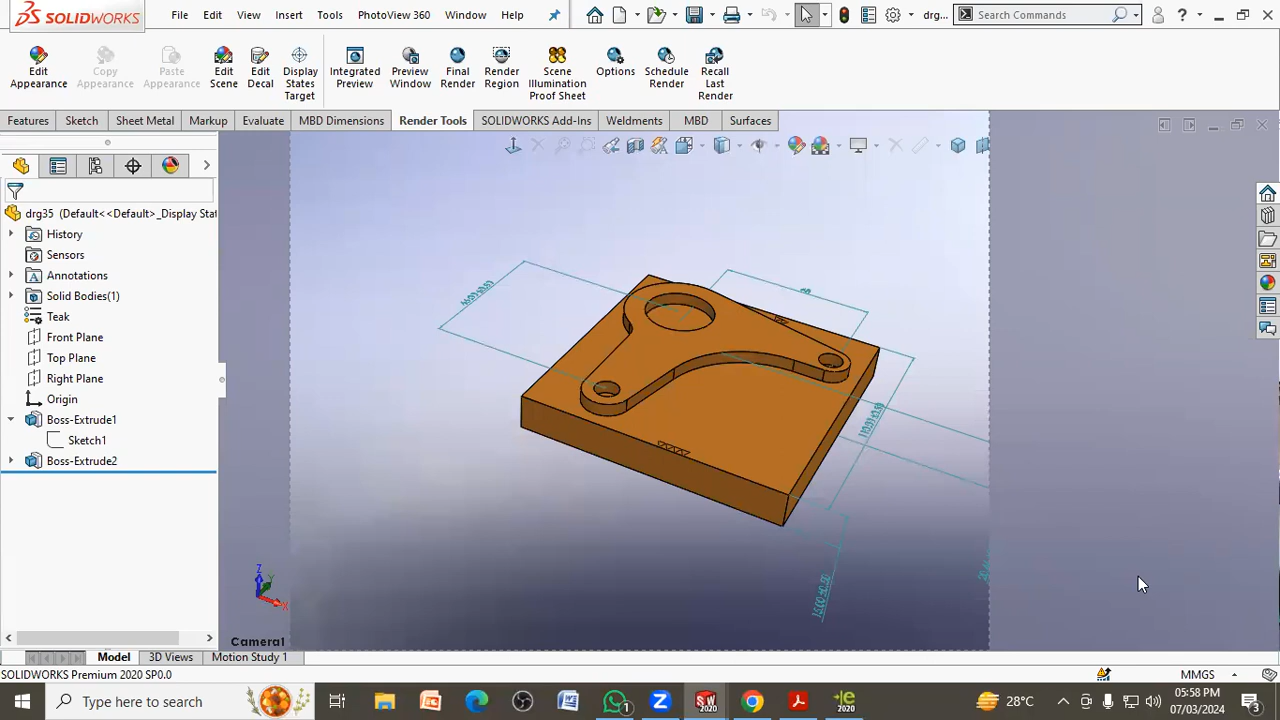 SOLIDWORKS File Edit View Insert Tools PhotoView 360 Window Help drg... Search Commands
Edit Appearance
Copy Appearance
Paste Appearance
Edit Scene
Edit Decal
Display States Target
Integrated Preview
Preview Window
Final Render
Render Region
Scene Illumination Proof Sheet
Options
Schedule Render
Recall Last Render
Features Sketch Sheet Metal Markup Evaluate MBD Dimensions Render Tools SOLIDWORKS Add-Ins Weldments MBD Surfaces
drg35 (Default<<Default>_Display Stat
History
Sensors
Annotations
Solid Bodies(1)
Teak
Front Plane
Top Plane
Right Plane
Origin
Boss-Extrude1
Sketch1
Boss-Extrude2
Z
Y
X
Camera1
Model 3D Views Motion Study 1
SOLIDWORKS Premium 2020 SP0.0 MMGS
Type here to search 28°C 05:58 PM
07/03/2024